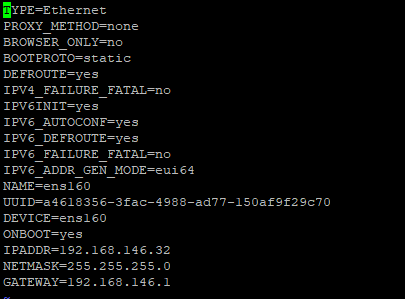 TYPE=Ethernet
PROXY_METHOD=none
BROWSER_ONLY=no
BOOTPROTO=static
DEFROUTE=yes
IPV4_FAILURE_FATAL=no
IPV6INIT=yes
IPV6_AUTOCONF=yes
IPV6_DEFROUTE=yes
IPV6_FAILURE_FATAL=no
IPV6_ADDR_GEN_MODE=eui64
NAME=ens160
UUID=a4618356-3fac-4988-ad77-150af9f29c70
DEVICE=ens160
ONBOOT=yes
IPADDR=192.168.146.32
NETMASK=255.255.255.0
GATEWAY=192.168.146.1
~